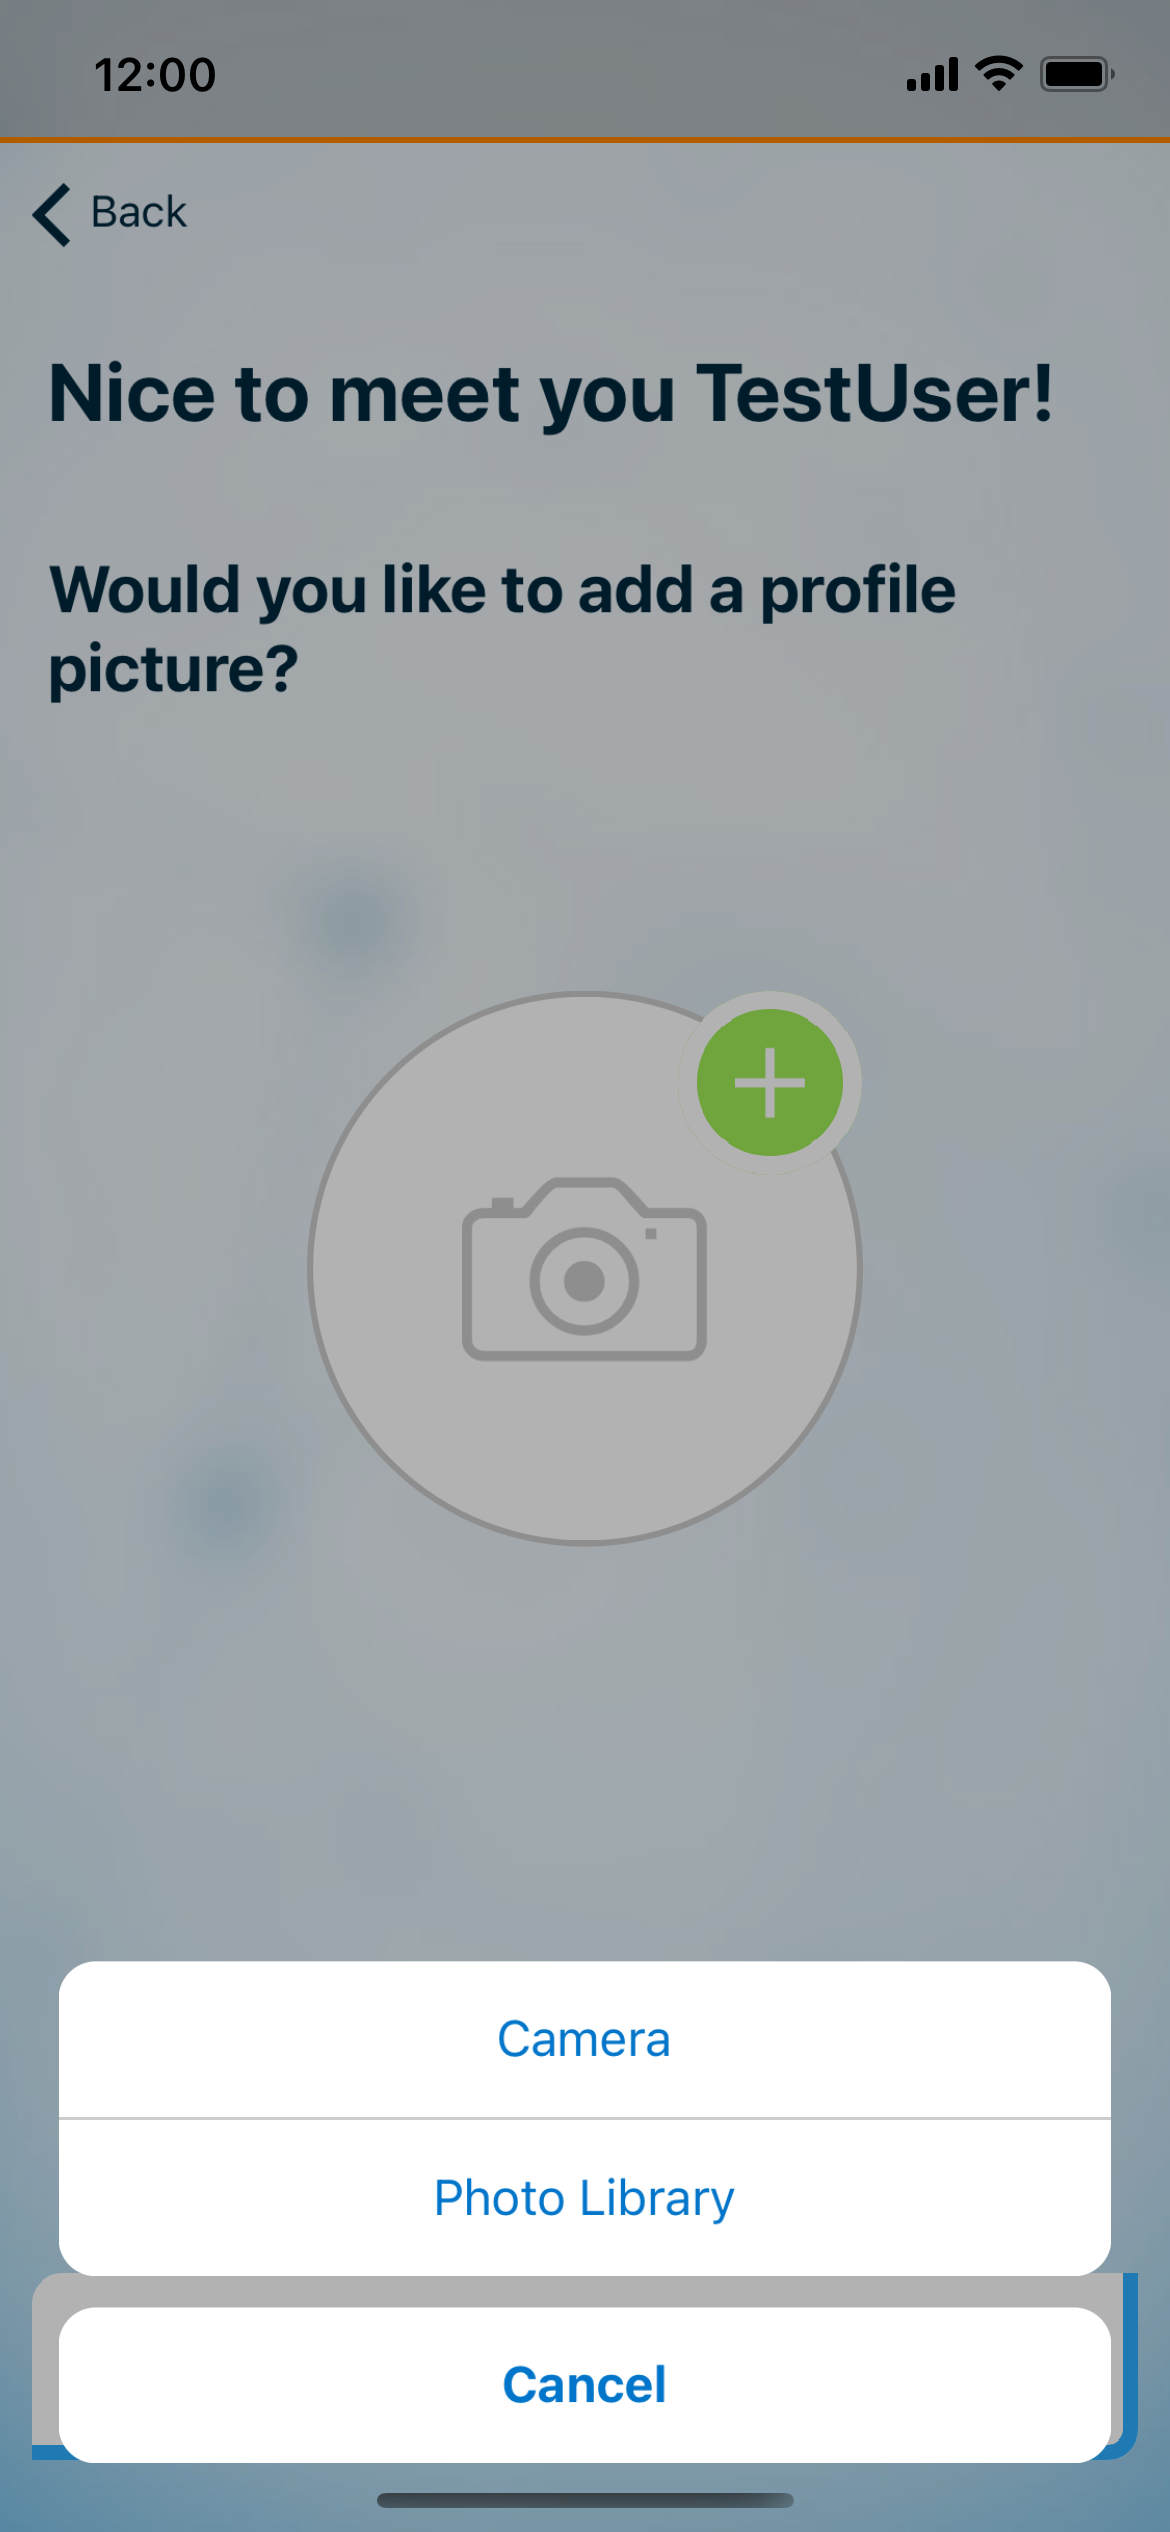 12:00
Back
Nice to meet you TestUser!
Would you like to add a profile
picture?
Camera
Photo Library
Cancel